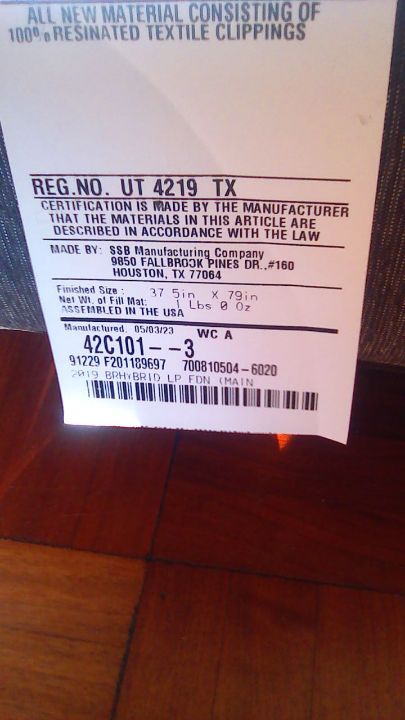 ALL NEW MATERIAL CONSISTING OF
100% RESINATED TEXTILE CLIPPINGS
REG.NO. UT 4219 TX
CERTIFICATION IS MADE BY THE MANUFACTURER
THAT THE MATERIALS IN THIS ARTICLE ARE
DESCRIBED IN ACCORDANCE WITH THE LAW
MADE BY: SSB Manufacturing Company
9850 FALLBROOK PINES DR.,#160
HOUSTON, TX 77064
Finished Size : 37 5in X 79in
Net Wt. of Fill Mat: 1 Lbs 0 Oz
ASSEMBLED IN THE USA
Manufactured. 05/03/23 WC A
42C101--3
91229 F201189697 700810504-6020
2019 BRHYBRID LP FDN (MAIN